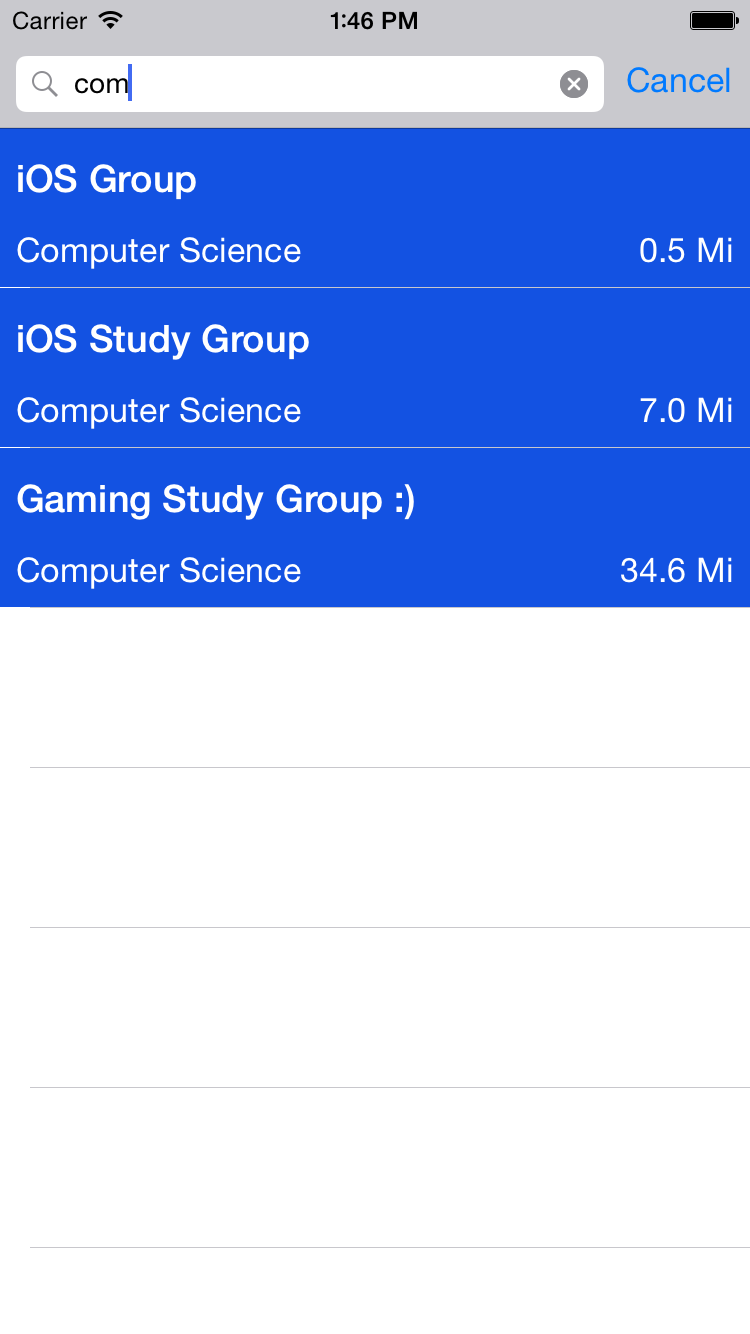 Carrier 1:46 PM
com Cancel
iOS Group
Computer Science 0.5 Mi
iOS Study Group
Computer Science 7.0 Mi
Gaming Study Group :)
Computer Science 34.6 Mi